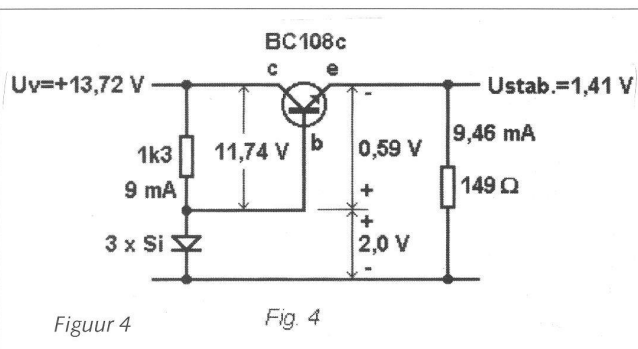 BC108c
c e
Uv=+13,72 V
Ustab.=1,41 V
-
9,46 mA
b
1k3
11,74 V
0,59 V
9 mA
149 Ω
+
+
3 x Si
2,0 V
-
Figuur 4
Fig. 4